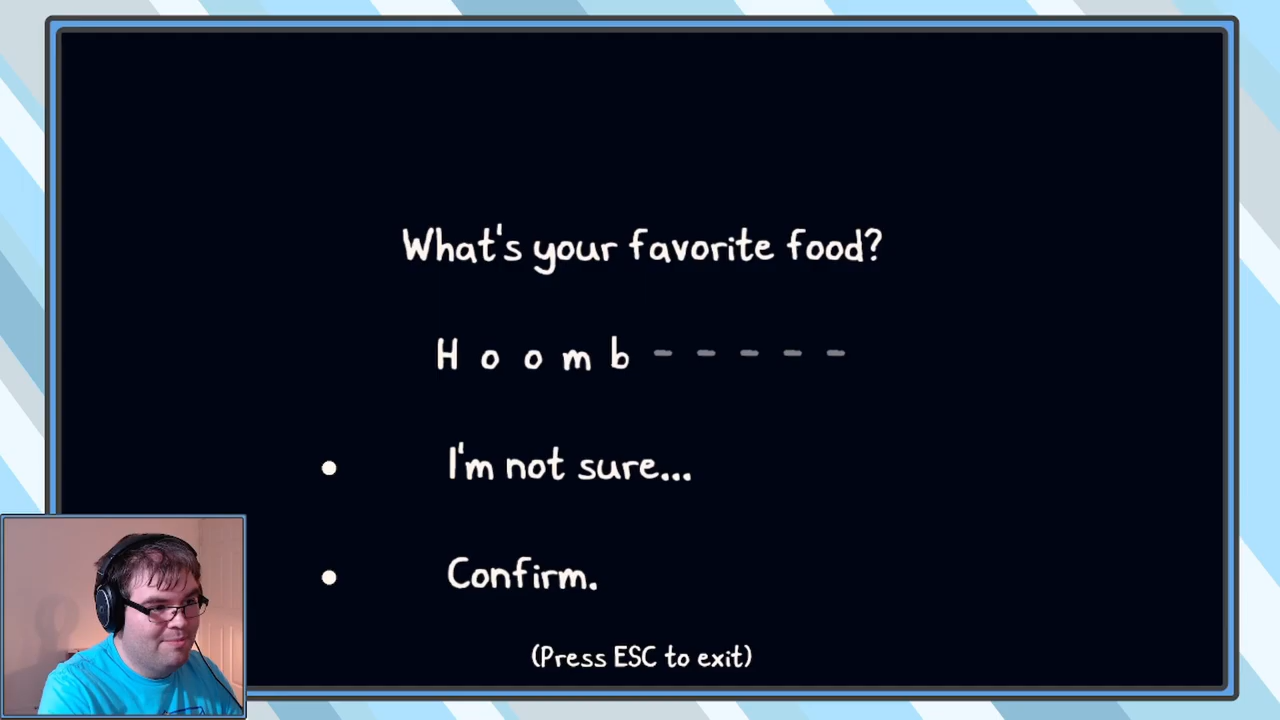 What's your favorite food?
H o o m b - - - - -
• I'm not sure...
• Confirm.
(Press ESC to exit)